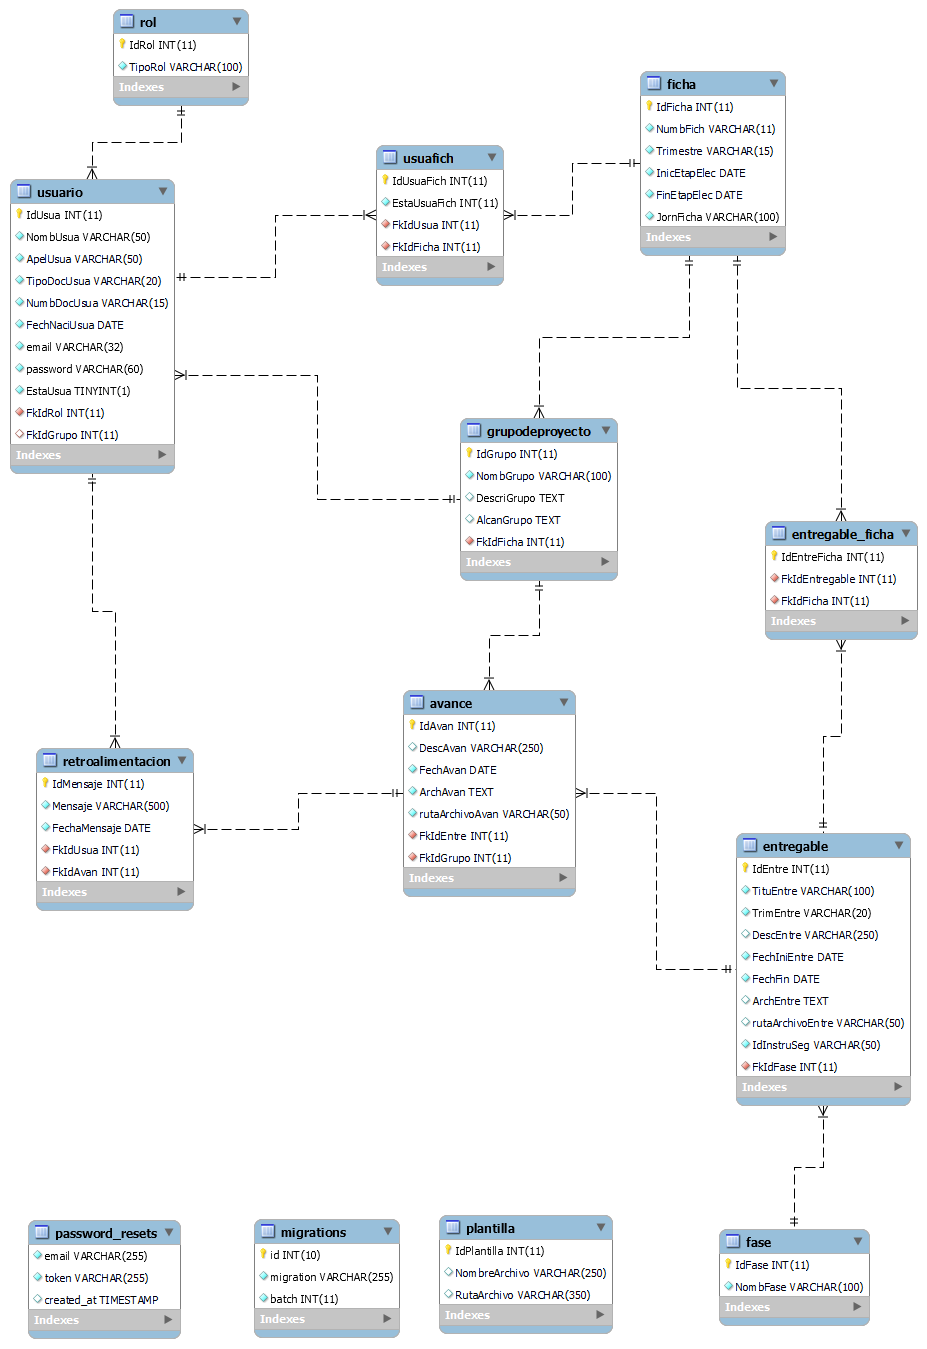 rol
IdRol INT(11)
TipoRol VARCHAR(100)
Indexes
ficha
IdFicha INT(11)
NumbFich VARCHAR(11)
Trimestre VARCHAR(15)
InicEtapElec DATE
FinEtapElec DATE
JornFicha VARCHAR(100)
Indexes
usuafich
IdUsuaFich INT(11)
EstaUsuaFich INT(11)
FkIdUsua INT(11)
FkIdFicha INT(11)
Indexes
usuario
IdUsua INT(11)
NombUsua VARCHAR(50)
ApelUsua VARCHAR(50)
TipoDocUsua VARCHAR(20)
NumbDocUsua VARCHAR(15)
FechNaciUsua DATE
email VARCHAR(32)
password VARCHAR(60)
EstaUsua TINYINT(1)
FkIdRol INT(11)
FkIdGrupo INT(11)
Indexes
grupodeproyecto
IdGrupo INT(11)
NombGrupo VARCHAR(100)
DescriGrupo TEXT
AlcanGrupo TEXT
FkIdFicha INT(11)
Indexes
entregable_ficha
IdEntreFicha INT(11)
FkIdEntregable INT(11)
FkIdFicha INT(11)
Indexes
avance
IdAvan INT(11)
DescAvan VARCHAR(250)
FechAvan DATE
ArchAvan TEXT
rutaArchivoAvan VARCHAR(50)
FkIdEntre INT(11)
FkIdGrupo INT(11)
Indexes
retroalimentacion
IdMensaje INT(11)
Mensaje VARCHAR(500)
FechaMensaje DATE
FkIdUsua INT(11)
FkIdAvan INT(11)
Indexes
entregable
IdEntre INT(11)
TituEntre VARCHAR(100)
TrimEntre VARCHAR(20)
DescEntre VARCHAR(250)
FechIniEntre DATE
FechFin DATE
ArchEntre TEXT
rutaArchivoEntre VARCHAR(50)
IdInstruSeg VARCHAR(50)
FkIdFase INT(11)
Indexes
password_resets
email VARCHAR(255)
token VARCHAR(255)
created_at TIMESTAMP
Indexes
migrations
id INT(10)
migration VARCHAR(255)
batch INT(11)
Indexes
plantilla
IdPlantilla INT(11)
NombreArchivo VARCHAR(250)
RutaArchivo VARCHAR(350)
Indexes
fase
IdFase INT(11)
NombFase VARCHAR(100)
Indexes